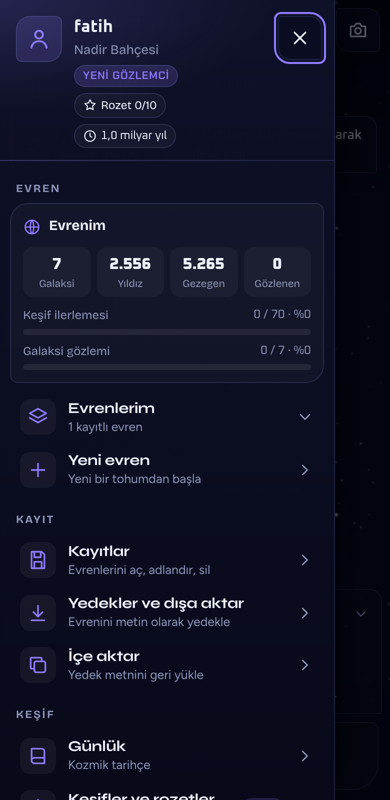 fatih
Nadir Bahçesi
YENİ GÖZLEMCİ
Rozet 0/10
1,0 milyar yıl
arak
EVREN
Evrenim
7 2.556 5.265 0
Galaksi Yıldız Gezegen Gözlenen
Keşif ilerlemesi 0 / 70 · %0
Galaksi gözlemi 0 / 7 · %0
Evrenlerim
1 kayıtlı evren
Yeni evren
Yeni bir tohumdan başla
KAYIT
Kayıtlar
Evrenlerini aç, adlandır, sil
Yedekler ve dışa aktar
Evrenini metin olarak yedekle
İçe aktar
Yedek metnini geri yükle
KEŞİF
Günlük
Kozmik tarihçe
Keşifler ve rozetler